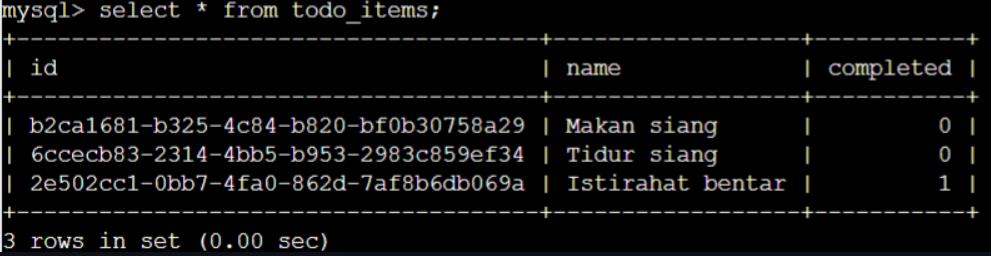 mysql> select * from todo_items;
+--------------------------------------+-----------------+-----------+
| id                                   | name            | completed |
+--------------------------------------+-----------------+-----------+
| b2ca1681-b325-4c84-b820-bf0b30758a29 | Makan siang     |         0 |
| 6ccecb83-2314-4bb5-b953-2983c859ef34 | Tidur siang     |         0 |
| 2e502cc1-0bb7-4fa0-862d-7af8b6db069a | Istirahat bentar |         1 |
+--------------------------------------+-----------------+-----------+
3 rows in set (0.00 sec)